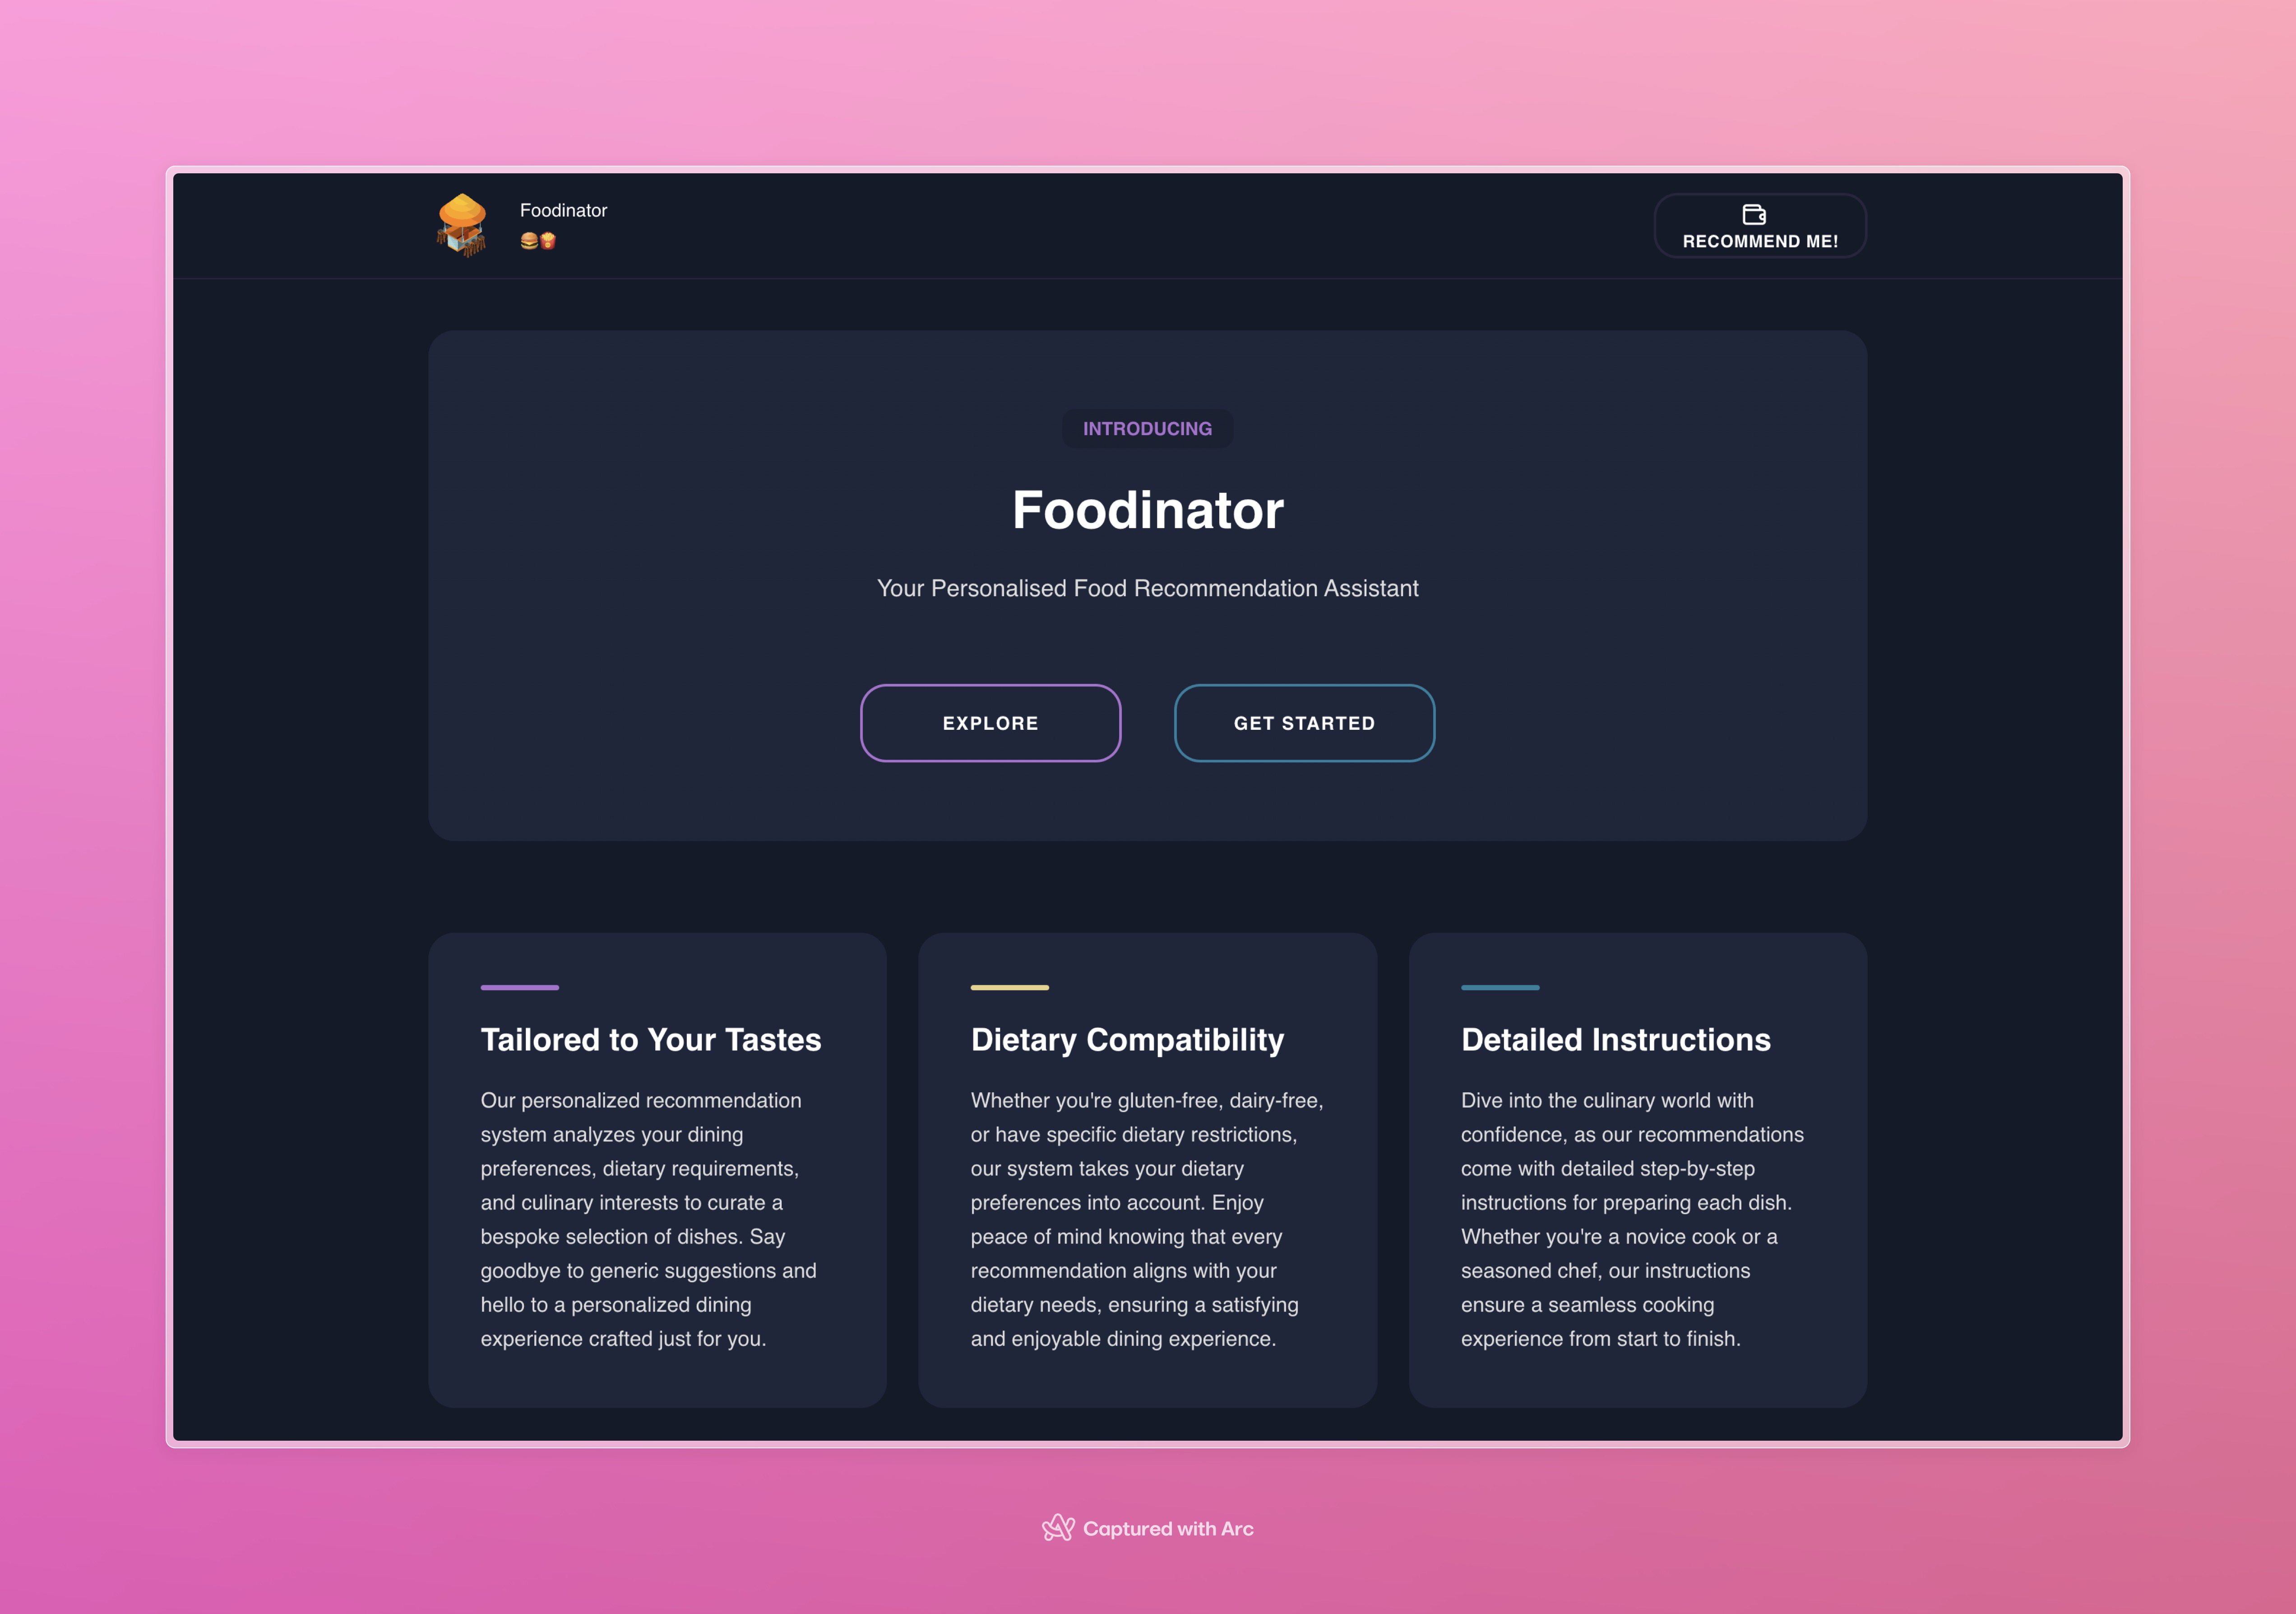 Foodinator
🍔🍟
RECOMMEND ME!
INTRODUCING
Foodinator
Your Personalised Food Recommendation Assistant
EXPLORE
GET STARTED
Tailored to Your Tastes
Our personalized recommendation
system analyzes your dining
preferences, dietary requirements,
and culinary interests to curate a
bespoke selection of dishes. Say
goodbye to generic suggestions and
hello to a personalized dining
experience crafted just for you.
Dietary Compatibility
Whether you're gluten-free, dairy-free,
or have specific dietary restrictions,
our system takes your dietary
preferences into account. Enjoy
peace of mind knowing that every
recommendation aligns with your
dietary needs, ensuring a satisfying
and enjoyable dining experience.
Detailed Instructions
Dive into the culinary world with
confidence, as our recommendations
come with detailed step-by-step
instructions for preparing each dish.
Whether you're a novice cook or a
seasoned chef, our instructions
ensure a seamless cooking
experience from start to finish.
Captured with Arc